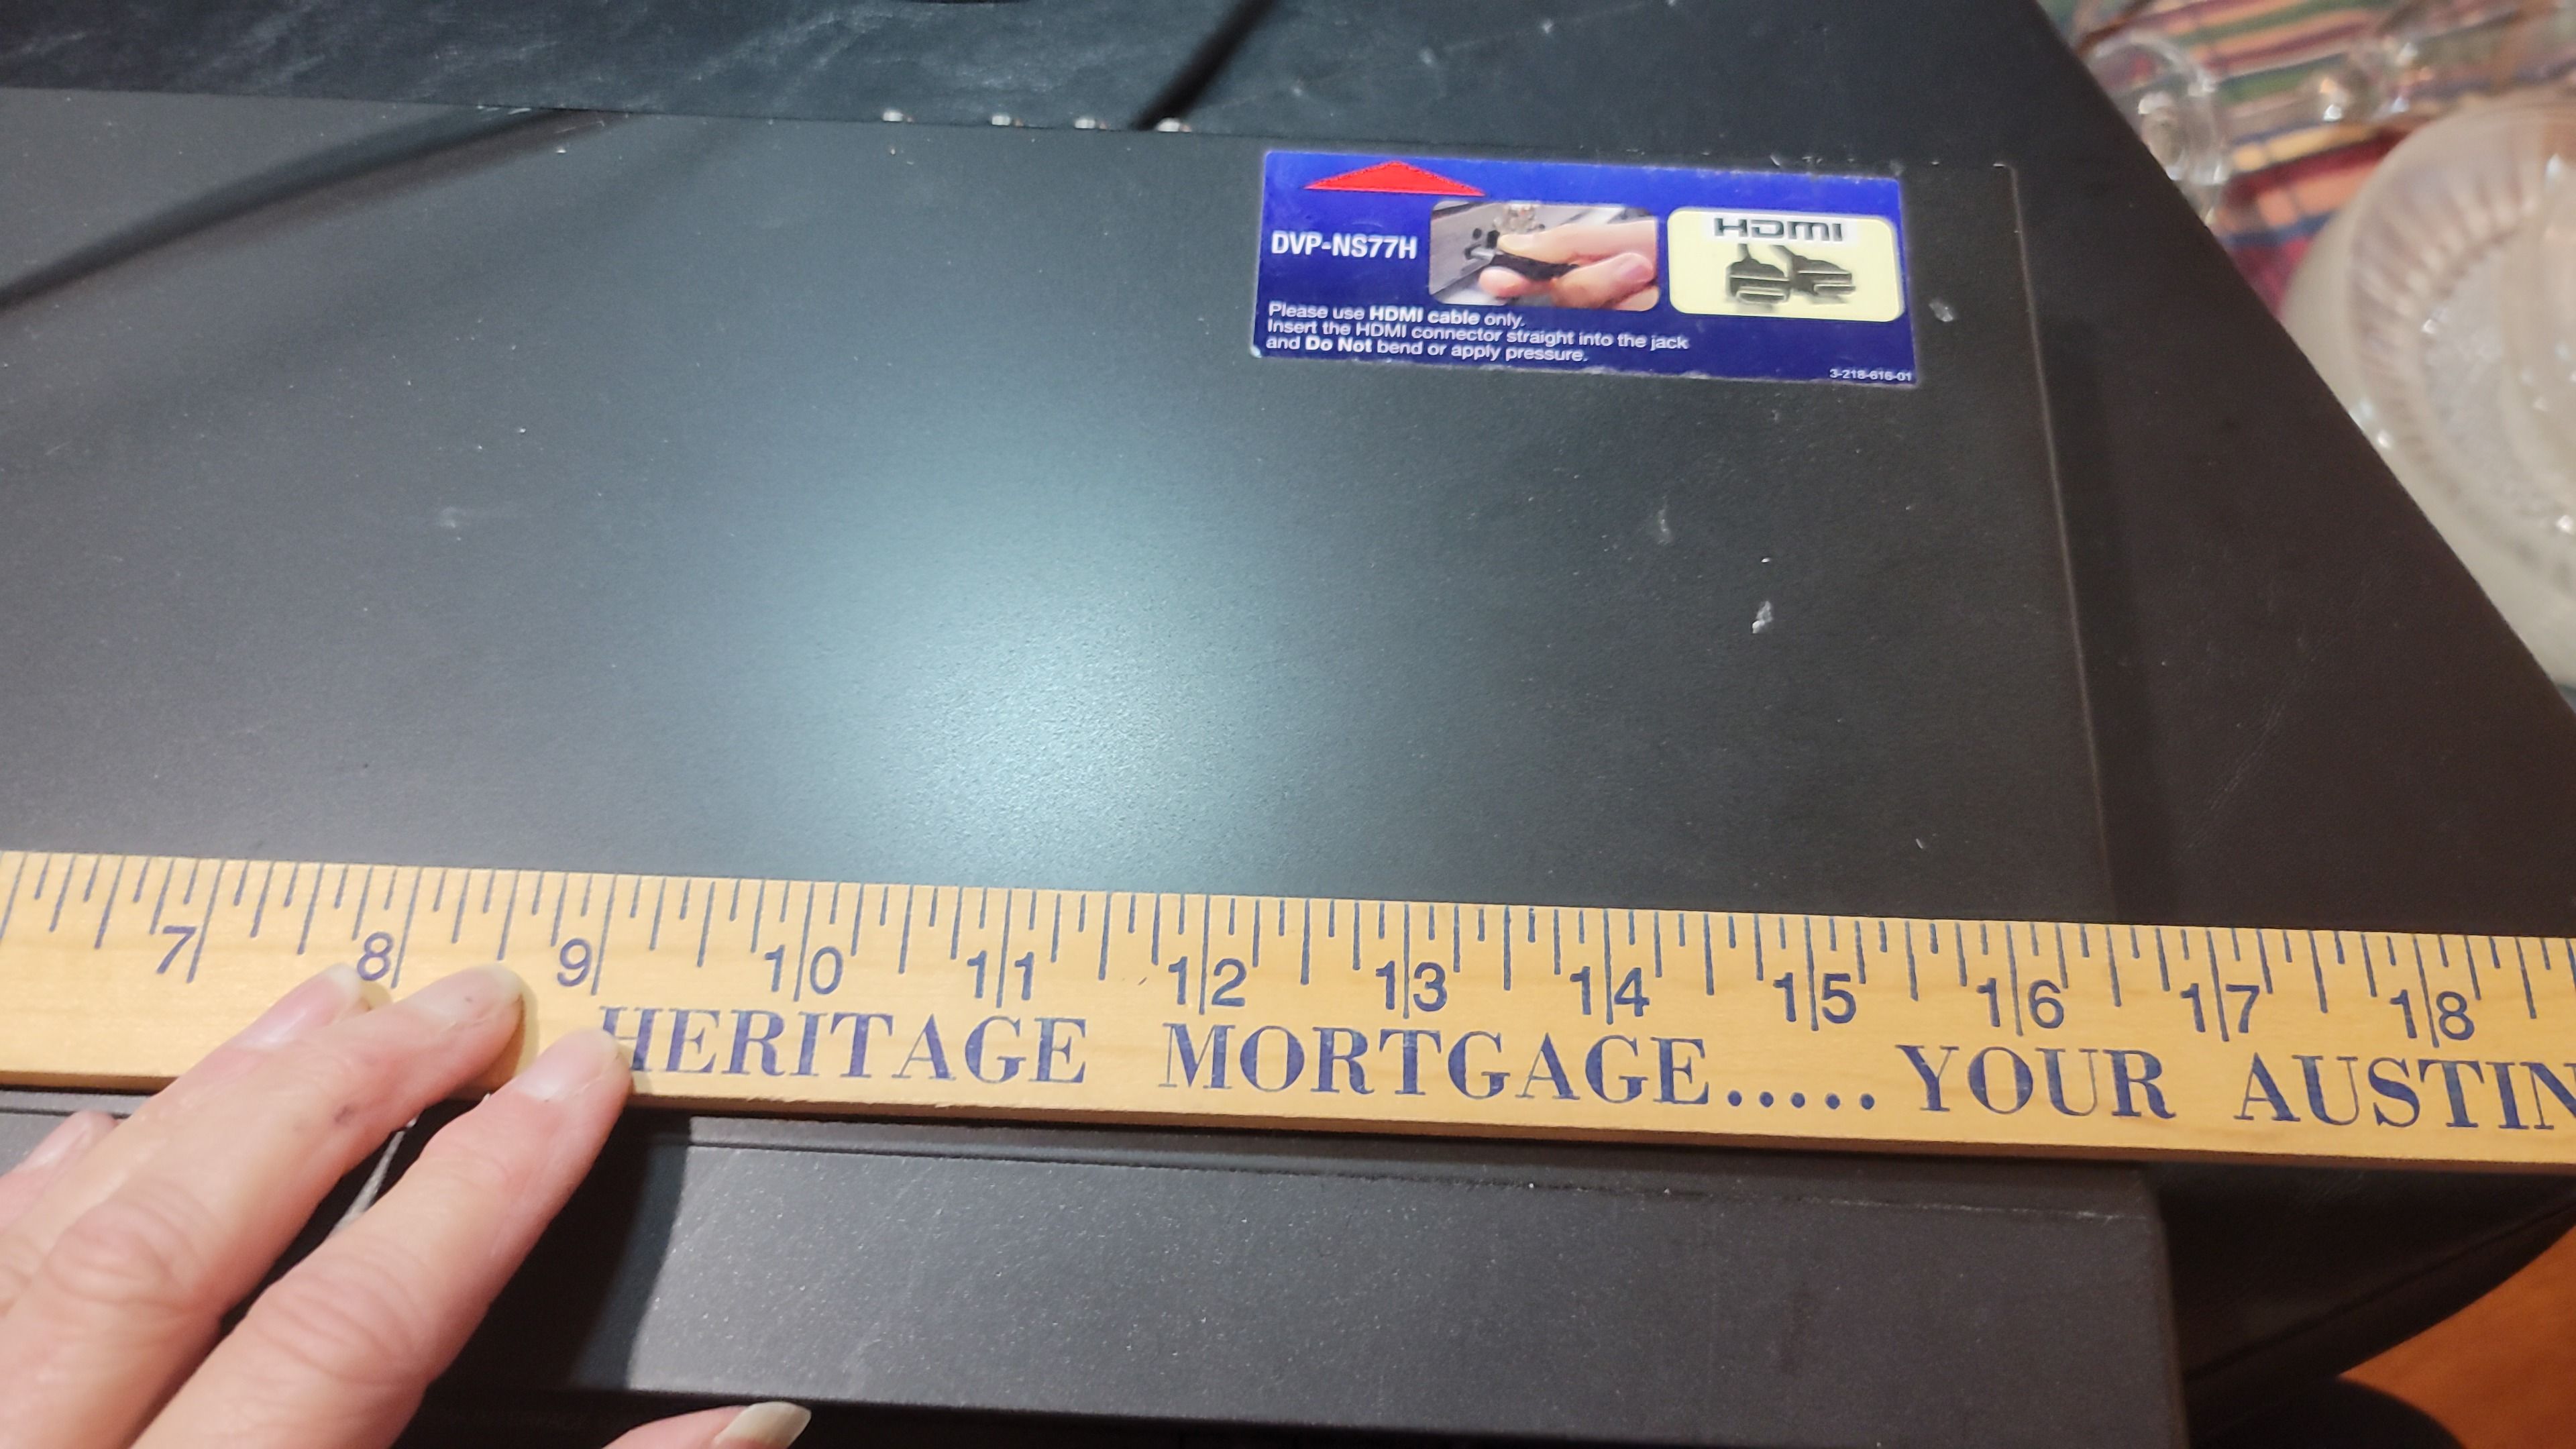 HDMI
DVP-NS77H
Please use HDMI cable only.
Insert the HDMI connector straight into the jack
and Do Not bend or apply pressure.
3-218-616-01
7 8 9 10 11 12 13 14 15 16 17 18
HERITAGE MORTGAGE.....YOUR AUSTIN